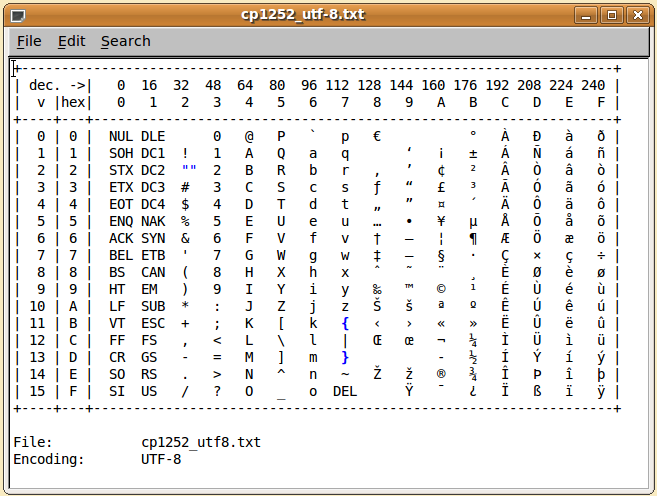 cp1252_utf-8.txt
File Edit Search
+----+---+--------------------------------------------------------------+
| dec. ->| 0 16 32 48 64 80 96 112 128 144 160 176 192 208 224 240 |
| v |hex| 0 1 2 3 4 5 6 7 8 9 A B C D E F |
+----+---+--------------------------------------------------------------+
| 0 | 0 | NUL DLE 0 @ P ` p € ° À Ð à ð |
| 1 | 1 | SOH DC1 ! 1 A Q a q ‘ ¡ ± Á Ñ á ñ |
| 2 | 2 | STX DC2 "" 2 B R b r ‚ ’ ¢ ² Â Ò â ò |
| 3 | 3 | ETX DC3 # 3 C S c s ƒ “ £ ³ Ã Ó ã ó |
| 4 | 4 | EOT DC4 $ 4 D T d t „ ” ¤ ´ Ä Ô ä ô |
| 5 | 5 | ENQ NAK % 5 E U e u … • ¥ µ Å Õ å õ |
| 6 | 6 | ACK SYN & 6 F V f v † – ¦ ¶ Æ Ö æ ö |
| 7 | 7 | BEL ETB ' 7 G W g w ‡ — § · Ç × ç ÷ |
| 8 | 8 | BS CAN ( 8 H X h x ˆ ˜ ¨ ¸ È Ø è ø |
| 9 | 9 | HT EM ) 9 I Y i y ‰ ™ © ¹ É Ù é ù |
| 10 | A | LF SUB * : J Z j z Š š ª º Ê Ú ê ú |
| 11 | B | VT ESC + ; K [ k { ‹ › « » Ë Û ë û |
| 12 | C | FF FS , < L \ l | Œ œ ¬ ¼ Ì Ü ì ü |
| 13 | D | CR GS - = M ] m } - ½ Í Ý í ý |
| 14 | E | SO RS . > N ^ n ~ Ž ž ® ¾ Î Þ î þ |
| 15 | F | SI US / ? O _ o DEL Ÿ ¯ ¿ Ï ß ï ÿ |
+----+---+--------------------------------------------------------------+
File: cp1252_utf8.txt
Encoding: UTF-8